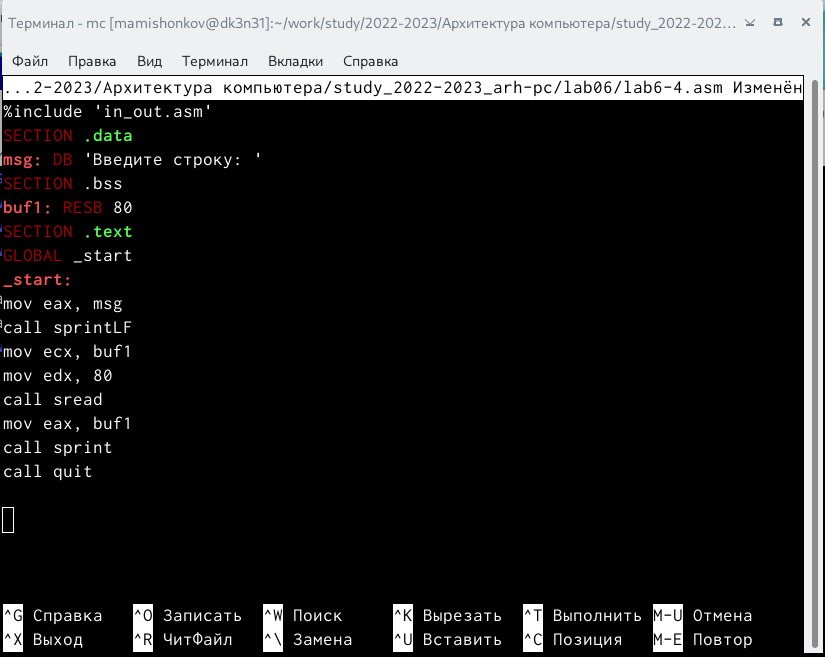 Терминал - mc [mamishonkov@dk3n31]:~/work/study/2022-2023/Архитектура компьютера/study_2022-202...
Файл Правка Вид Терминал Вкладки Справка
...2-2023/Архитектура компьютера/study_2022-2023_arh-pc/lab06/lab6-4.asm Изменён
%include 'in_out.asm'
SECTION .data
msg: DB 'Введите строку: '
SECTION .bss
buf1: RESB 80
SECTION .text
GLOBAL _start
_start:
mov eax, msg
call sprintLF
mov ecx, buf1
mov edx, 80
call sread
mov eax, buf1
call sprint
call quit
^G Справка ^O Записать ^W Поиск ^K Вырезать ^T Выполнить M-U Отмена
^X Выход ^R ЧитФайл ^\ Замена ^U Вставить ^C Позиция M-E Повтор